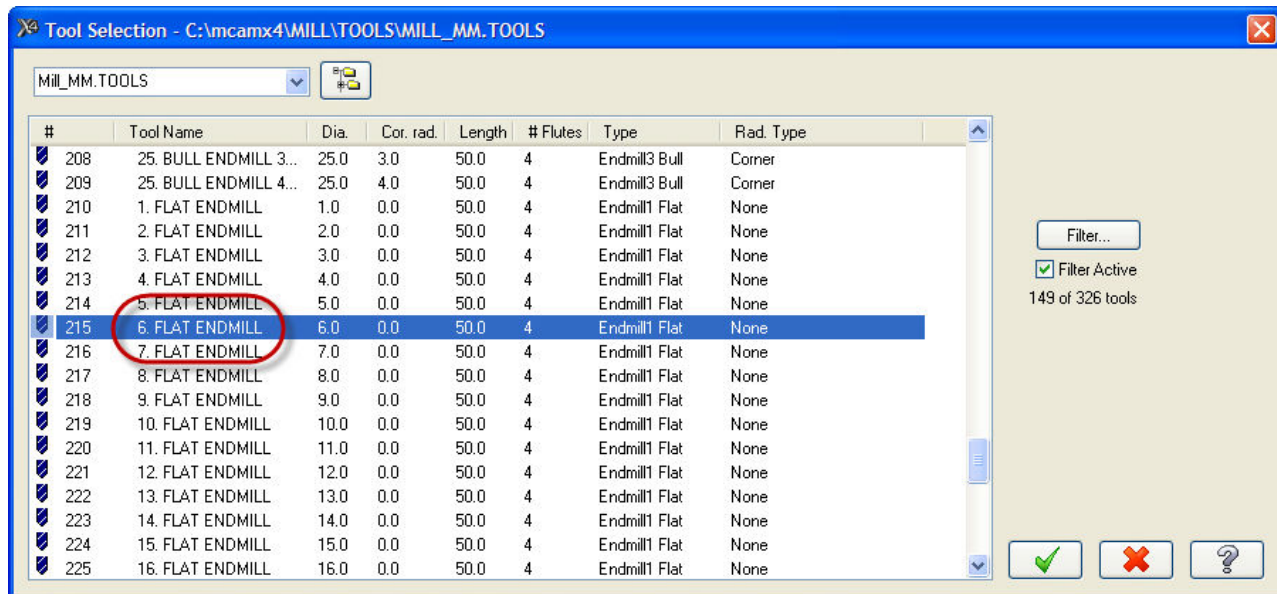 X4 Tool Selection - C:\mcamx4\MILL\TOOLS\MILL_MM.TOOLS
Mill_MM.TOOLS
# Tool Name Dia. Cor. rad. Length # Flutes Type Rad. Type
208 25. BULL ENDMILL 3... 25.0 3.0 50.0 4 Endmill3 Bull Corner
209 25. BULL ENDMILL 4... 25.0 4.0 50.0 4 Endmill3 Bull Corner
210 1. FLAT ENDMILL 1.0 0.0 50.0 4 Endmill1 Flat None
211 2. FLAT ENDMILL 2.0 0.0 50.0 4 Endmill1 Flat None
212 3. FLAT ENDMILL 3.0 0.0 50.0 4 Endmill1 Flat None
213 4. FLAT ENDMILL 4.0 0.0 50.0 4 Endmill1 Flat None
214 5. FLAT ENDMILL 5.0 0.0 50.0 4 Endmill1 Flat None
215 6. FLAT ENDMILL 6.0 0.0 50.0 4 Endmill1 Flat None
216 7. FLAT ENDMILL 7.0 0.0 50.0 4 Endmill1 Flat None
217 8. FLAT ENDMILL 8.0 0.0 50.0 4 Endmill1 Flat None
218 9. FLAT ENDMILL 9.0 0.0 50.0 4 Endmill1 Flat None
219 10. FLAT ENDMILL 10.0 0.0 50.0 4 Endmill1 Flat None
220 11. FLAT ENDMILL 11.0 0.0 50.0 4 Endmill1 Flat None
221 12. FLAT ENDMILL 12.0 0.0 50.0 4 Endmill1 Flat None
222 13. FLAT ENDMILL 13.0 0.0 50.0 4 Endmill1 Flat None
223 14. FLAT ENDMILL 14.0 0.0 50.0 4 Endmill1 Flat None
224 15. FLAT ENDMILL 15.0 0.0 50.0 4 Endmill1 Flat None
225 16. FLAT ENDMILL 16.0 0.0 50.0 4 Endmill1 Flat None
Filter...
Filter Active
149 of 326 tools